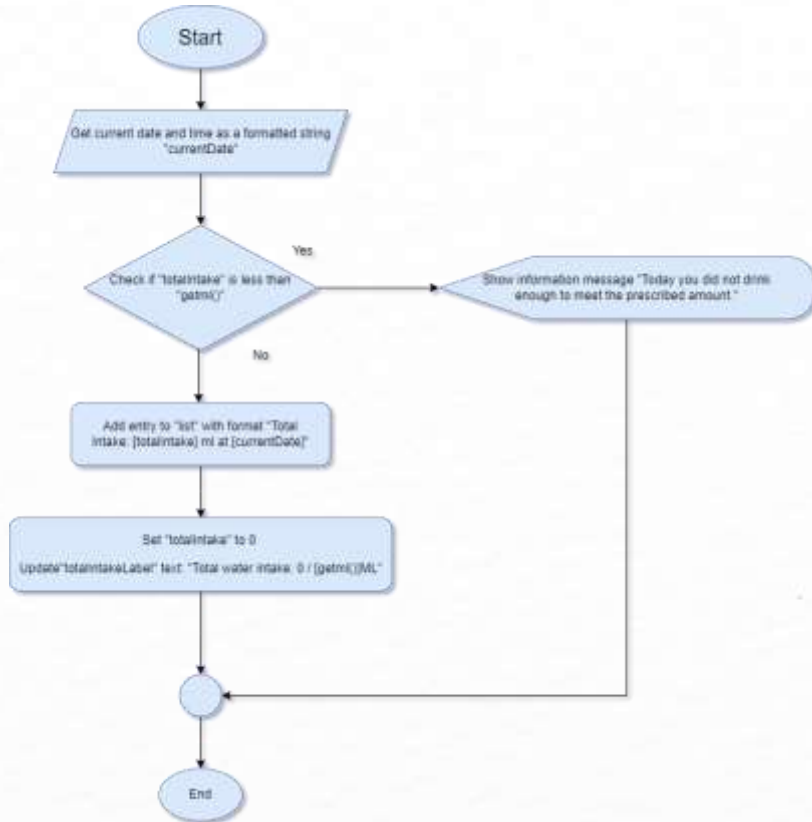 Start
Get current date and time as a formatted string
"currentDate"
Yes
Check if "totalIntake" is less than
"getml()"
Show information message "Today you did not drink
enough to meet the prescribed amount."
No
Add entry to "list" with format "Total
Intake: [totalIntake] ml at [currentDate]"
Set "totalIntake" to 0
Update"totalIntakeLabel" text: "Total water intake: 0 / [getml()]ML"
End